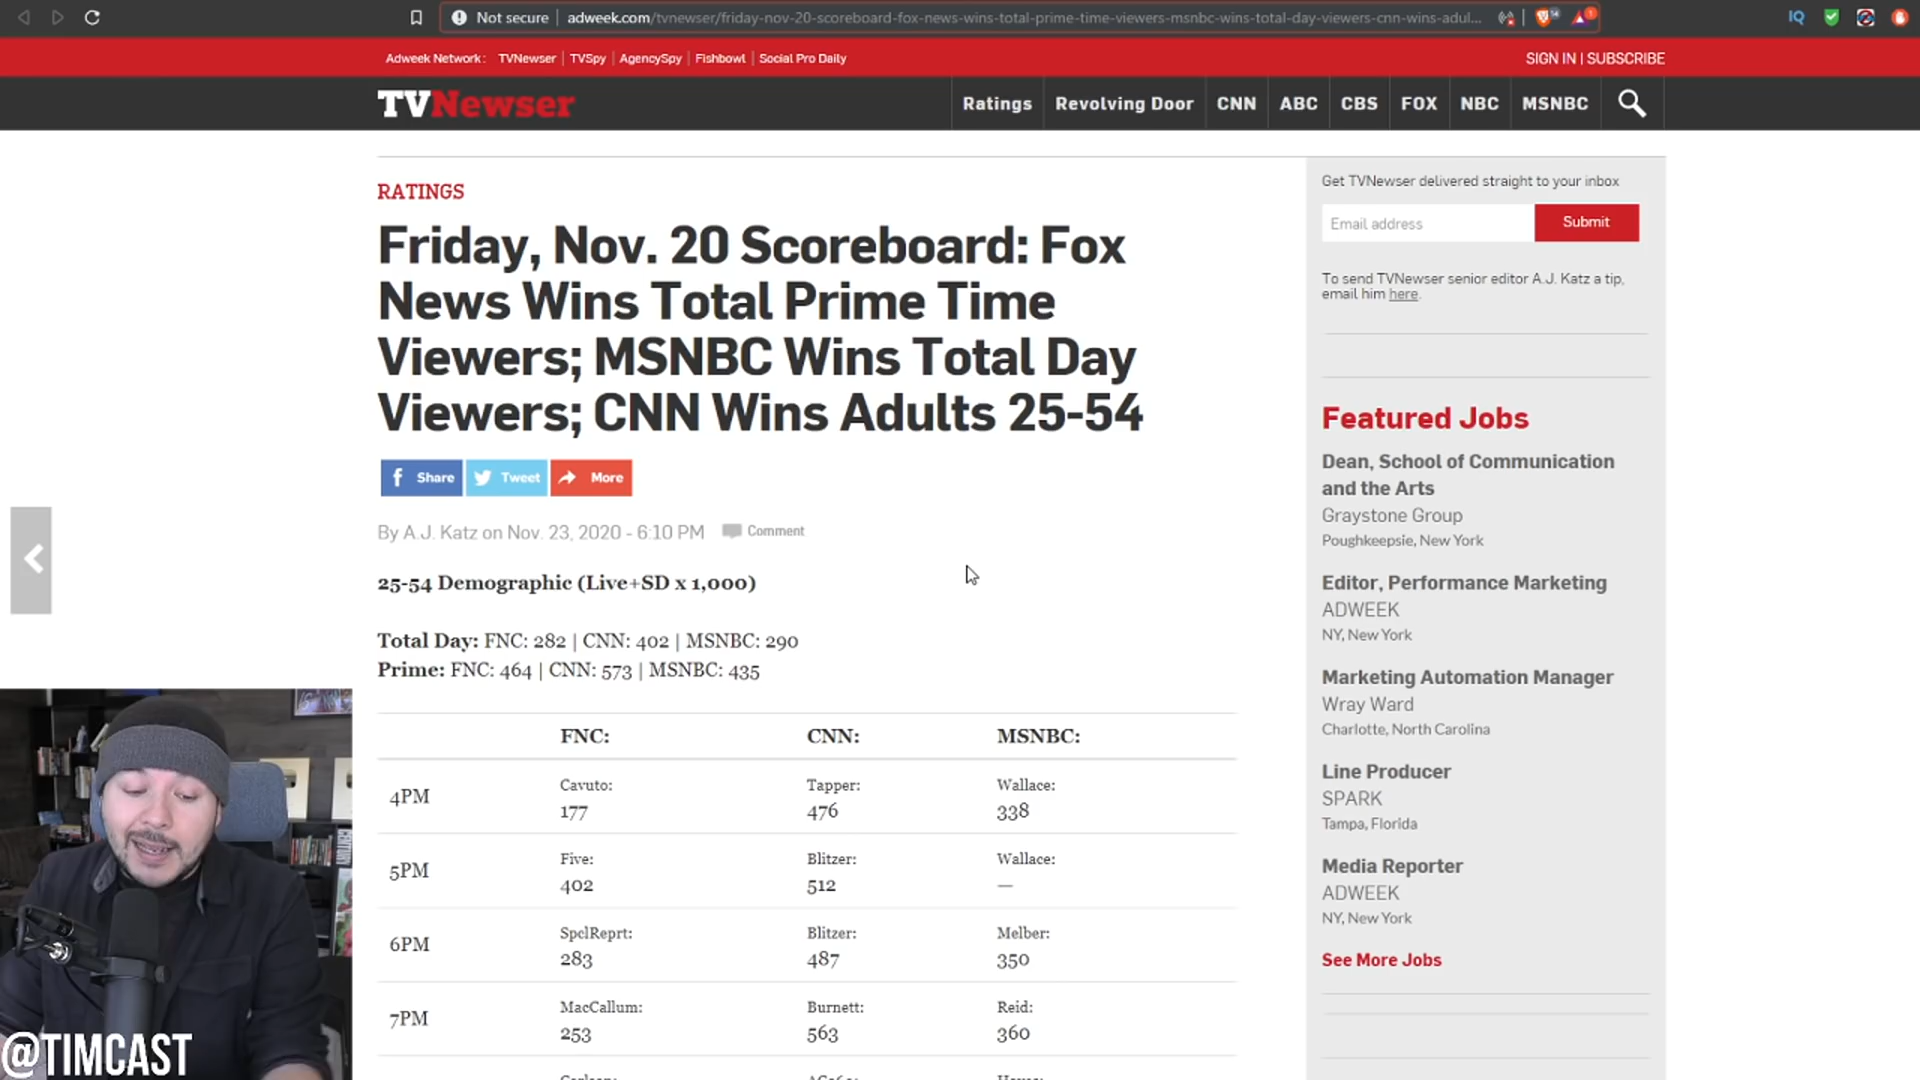 Not secure | adweek.com/tvnewser/friday-nov-20-scoreboard-fox-news-wins-total-prime-time-viewers-msnbc-wins-total-day-viewers-cnn-wins-adul...
IQ
Adweek Network: TVNewser | TVSpy | AgencySpy | Fishbowl | Social Pro Daily
SIGN IN | SUBSCRIBE
TVNewser
Ratings Revolving Door CNN ABC CBS FOX NBC MSNBC
RATINGS
Friday, Nov. 20 Scoreboard: Fox
News Wins Total Prime Time
Viewers; MSNBC Wins Total Day
Viewers; CNN Wins Adults 25-54
Share Tweet More
By A.J. Katz on Nov. 23, 2020 - 6:10 PM Comment
25-54 Demographic (Live+SD x 1,000)
Total Day: FNC: 282 | CNN: 402 | MSNBC: 290
Prime: FNC: 464 | CNN: 573 | MSNBC: 435
FNC: CNN: MSNBC:
4PM
Cavuto: Tapper: Wallace:
177 476 338
5PM
Five: Blitzer: Wallace:
402 512 —
6PM
SpclReprt: Blitzer: Melber:
283 487 350
7PM
MacCallum: Burnett: Reid:
253 563 360
Get TVNewser delivered straight to your inbox
Email address Submit
To send TVNewser senior editor A.J. Katz a tip,
email him here.
Featured Jobs
Dean, School of Communication
and the Arts
Graystone Group
Poughkeepsie, New York
Editor, Performance Marketing
ADWEEK
NY, New York
Marketing Automation Manager
Wray Ward
Charlotte, North Carolina
Line Producer
SPARK
Tampa, Florida
Media Reporter
ADWEEK
NY, New York
See More Jobs
@TIMCAST